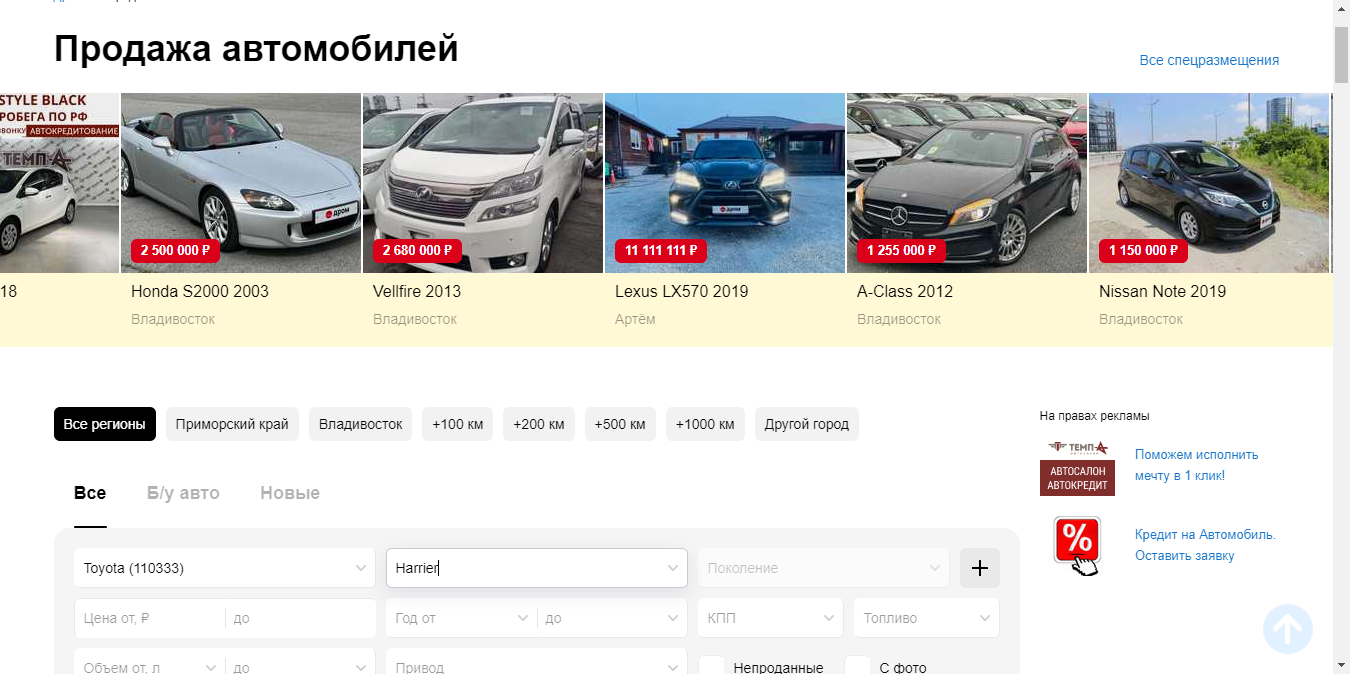 Продажа автомобилей
Все спецразмещения
STYLE BLACK
РОБЕГА ПО РФ
ВОНКУ АВТОКРЕДИТОВАНИЕ
ТЕМП-А
дром
дром
2 500 000 ₽
2 680 000 ₽
11 111 111 ₽
1 255 000 ₽
1 150 000 ₽
18
Honda S2000 2003
Vellfire 2013
Lexus LX570 2019
A-Class 2012
Nissan Note 2019
Владивосток
Владивосток
Артём
Владивосток
Владивосток
Все регионы
Приморский край
Владивосток
+100 км
+200 км
+500 км
+1000 км
Другой город
На правах рекламы
ТЕМП-А
АВТОСАЛОН
АВТОКРЕДИТ
Поможем исполнить
мечту в 1 клик!
%
Кредит на Автомобиль.
Оставить заявку
Все
Б/у авто
Новые
Toyota (110333)
Harrier
Поколение
Цена от, ₽
до
Год от
до
КПП
Топливо
Объем от, л
до
Привод
Непроданные
С фото